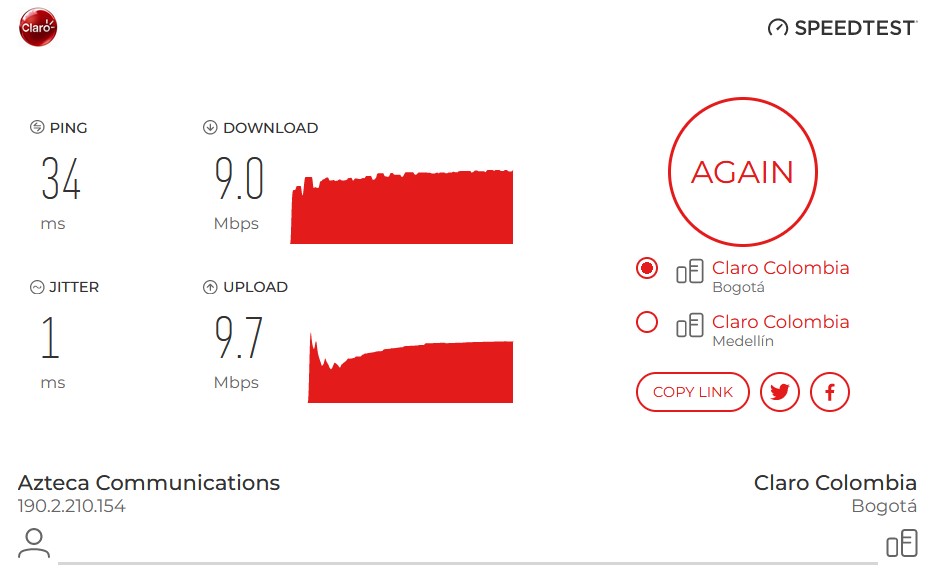 Claro-
SPEEDTEST
PING
34
ms
DOWNLOAD
9.0
Mbps
JITTER
1
ms
UPLOAD
9.7
Mbps
AGAIN
Claro Colombia
Bogotá
Claro Colombia
Medellín
COPY LINK
Azteca Communications
190.2.210.154
Claro Colombia
Bogotá